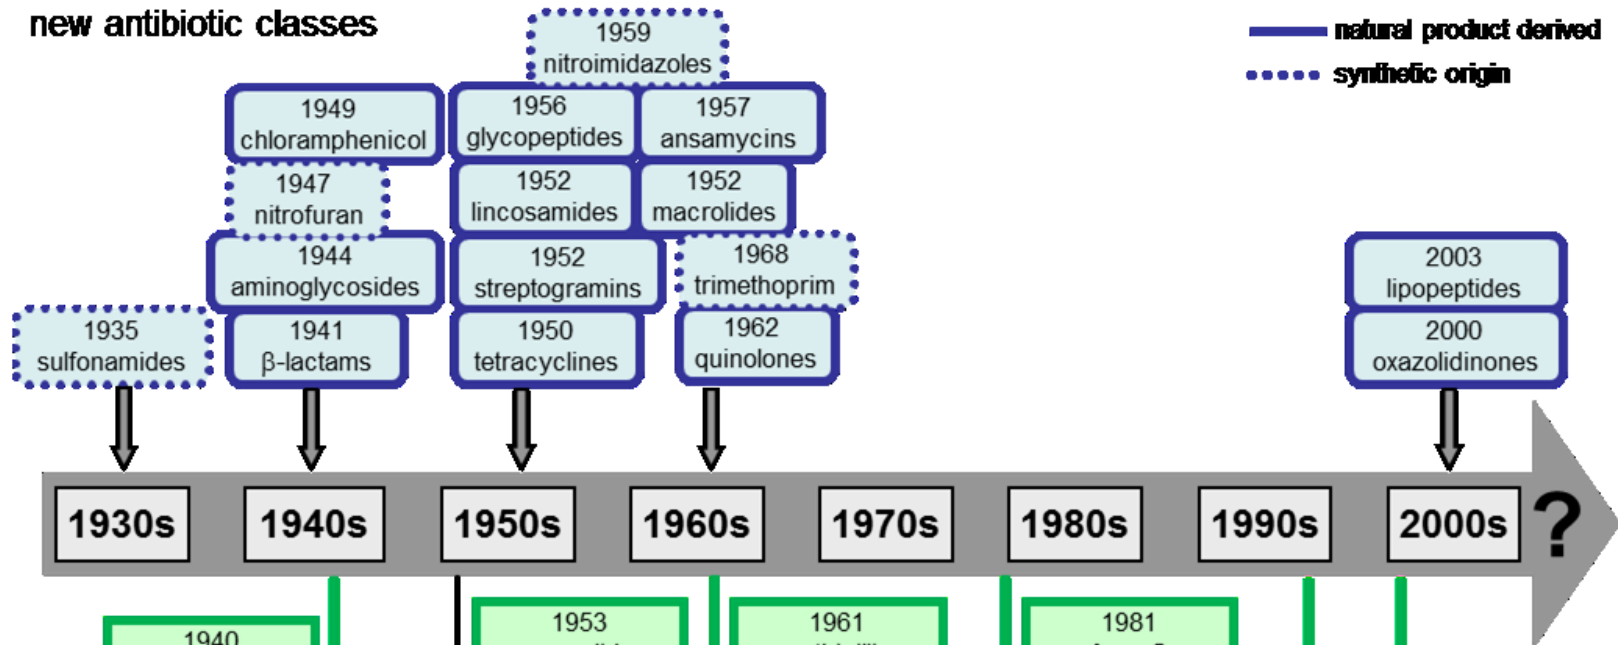 new antibiotic classes
natural product derived
synthetic origin
1959
nitroimidazoles
1949
chloramphenicol
1956
glycopeptides
1957
ansamycins
1947
nitrofuran
1952
lincosamides
1952
macrolides
1944
aminoglycosides
1952
streptogramins
1968
trimethoprim
2003
lipopeptides
1935
sulfonamides
1941
β-lactams
1950
tetracyclines
1962
quinolones
2000
oxazolidinones
1930s
1940s
1950s
1960s
1970s
1980s
1990s
2000s
?
1940
1953
1961
1981